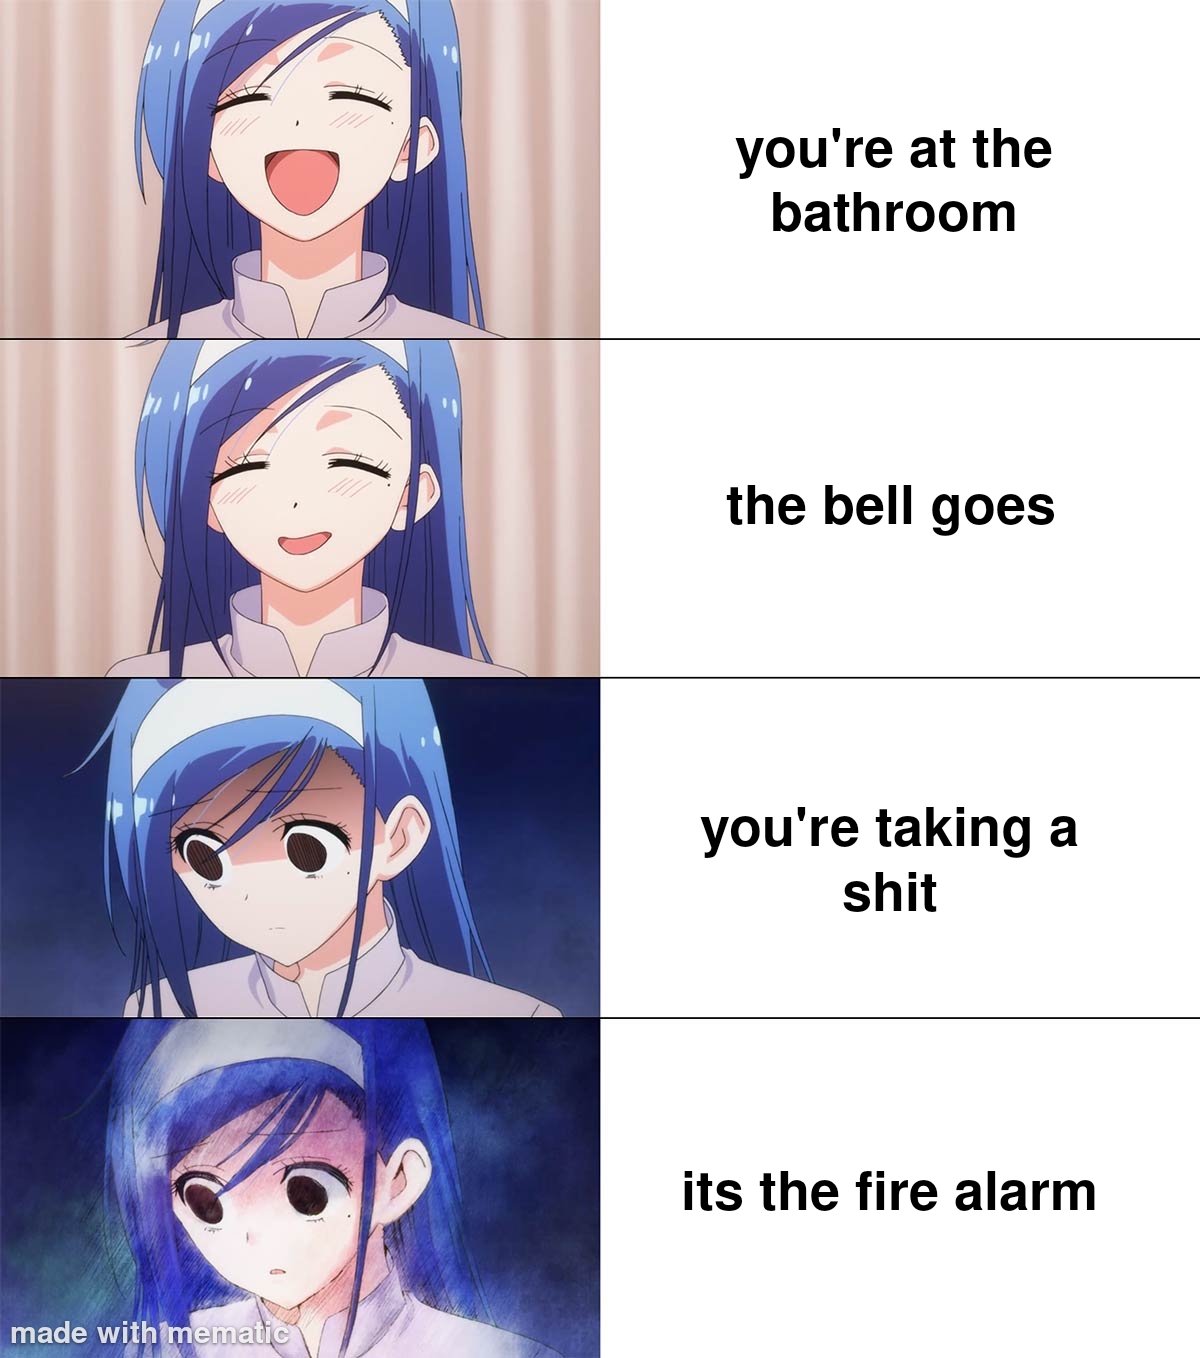 you're at the
bathroom
the bell goes
you're taking a
shit
its the fire alarm
made with mematic